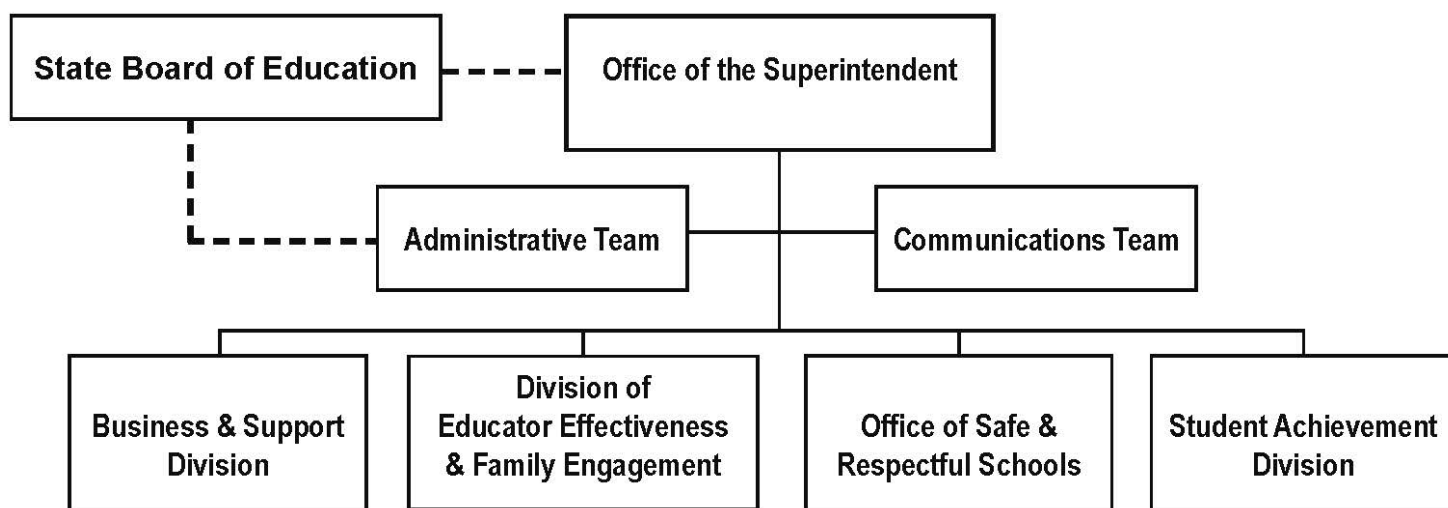 State Board of Education
Office of the Superintendent
Administrative Team
Communications Team
Business & Support
Division
Division of
Educator Effectiveness
& Family Engagement
Office of Safe &
Respectful Schools
Student Achievement
Division